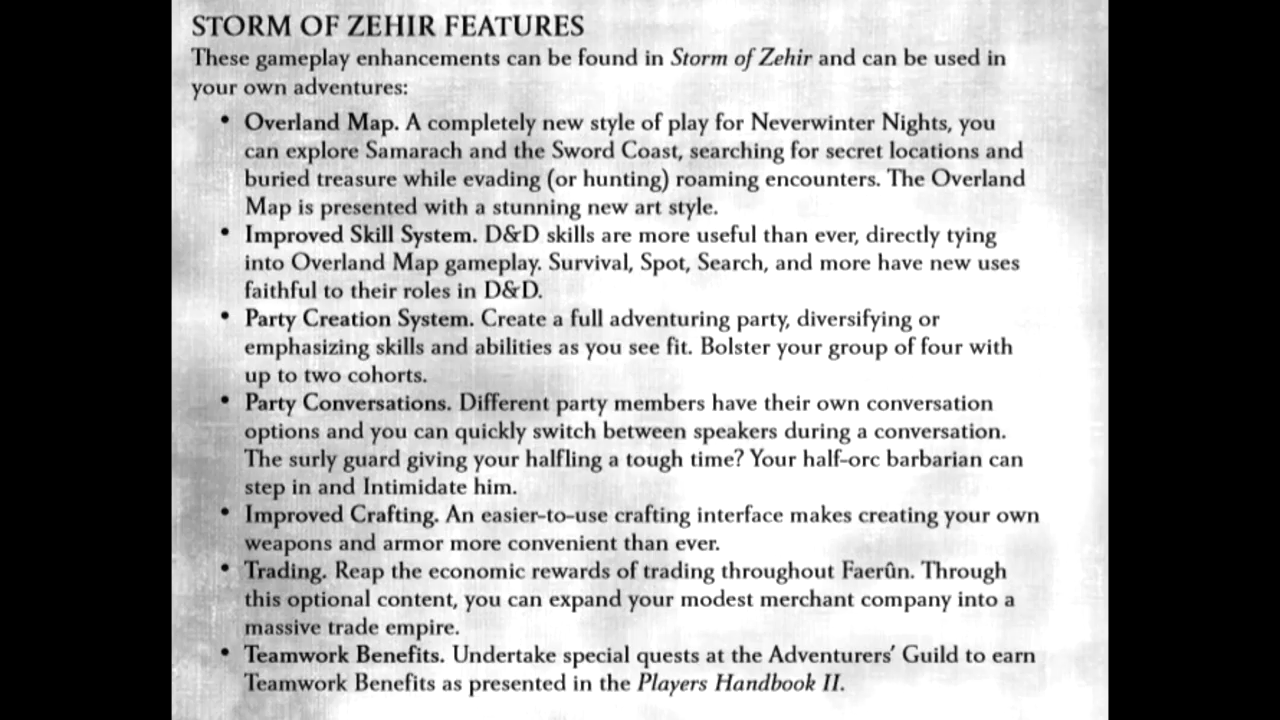 STORM OF ZEHIR FEATURES
These gameplay enhancements can be found in Storm of Zehir and can be used in
your own adventures:
• Overland Map. A completely new style of play for Neverwinter Nights, you
can explore Samarach and the Sword Coast, searching for secret locations and
buried treasure while evading (or hunting) roaming encounters. The Overland
Map is presented with a stunning new art style.
• Improved Skill System. D&D skills are more useful than ever, directly tying
into Overland Map gameplay. Survival, Spot, Search, and more have new uses
faithful to their roles in D&D.
• Party Creation System. Create a full adventuring party, diversifying or
emphasizing skills and abilities as you see fit. Bolster your group of four with
up to two cohorts.
• Party Conversations. Different party members have their own conversation
options and you can quickly switch between speakers during a conversation.
The surly guard giving your halfling a tough time? Your half-orc barbarian can
step in and Intimidate him.
• Improved Crafting. An easier-to-use crafting interface makes creating your own
weapons and armor more convenient than ever.
• Trading. Reap the economic rewards of trading throughout Faerûn. Through
this optional content, you can expand your modest merchant company into a
massive trade empire.
• Teamwork Benefits. Undertake special quests at the Adventurers' Guild to earn
Teamwork Benefits as presented in the Players Handbook II.